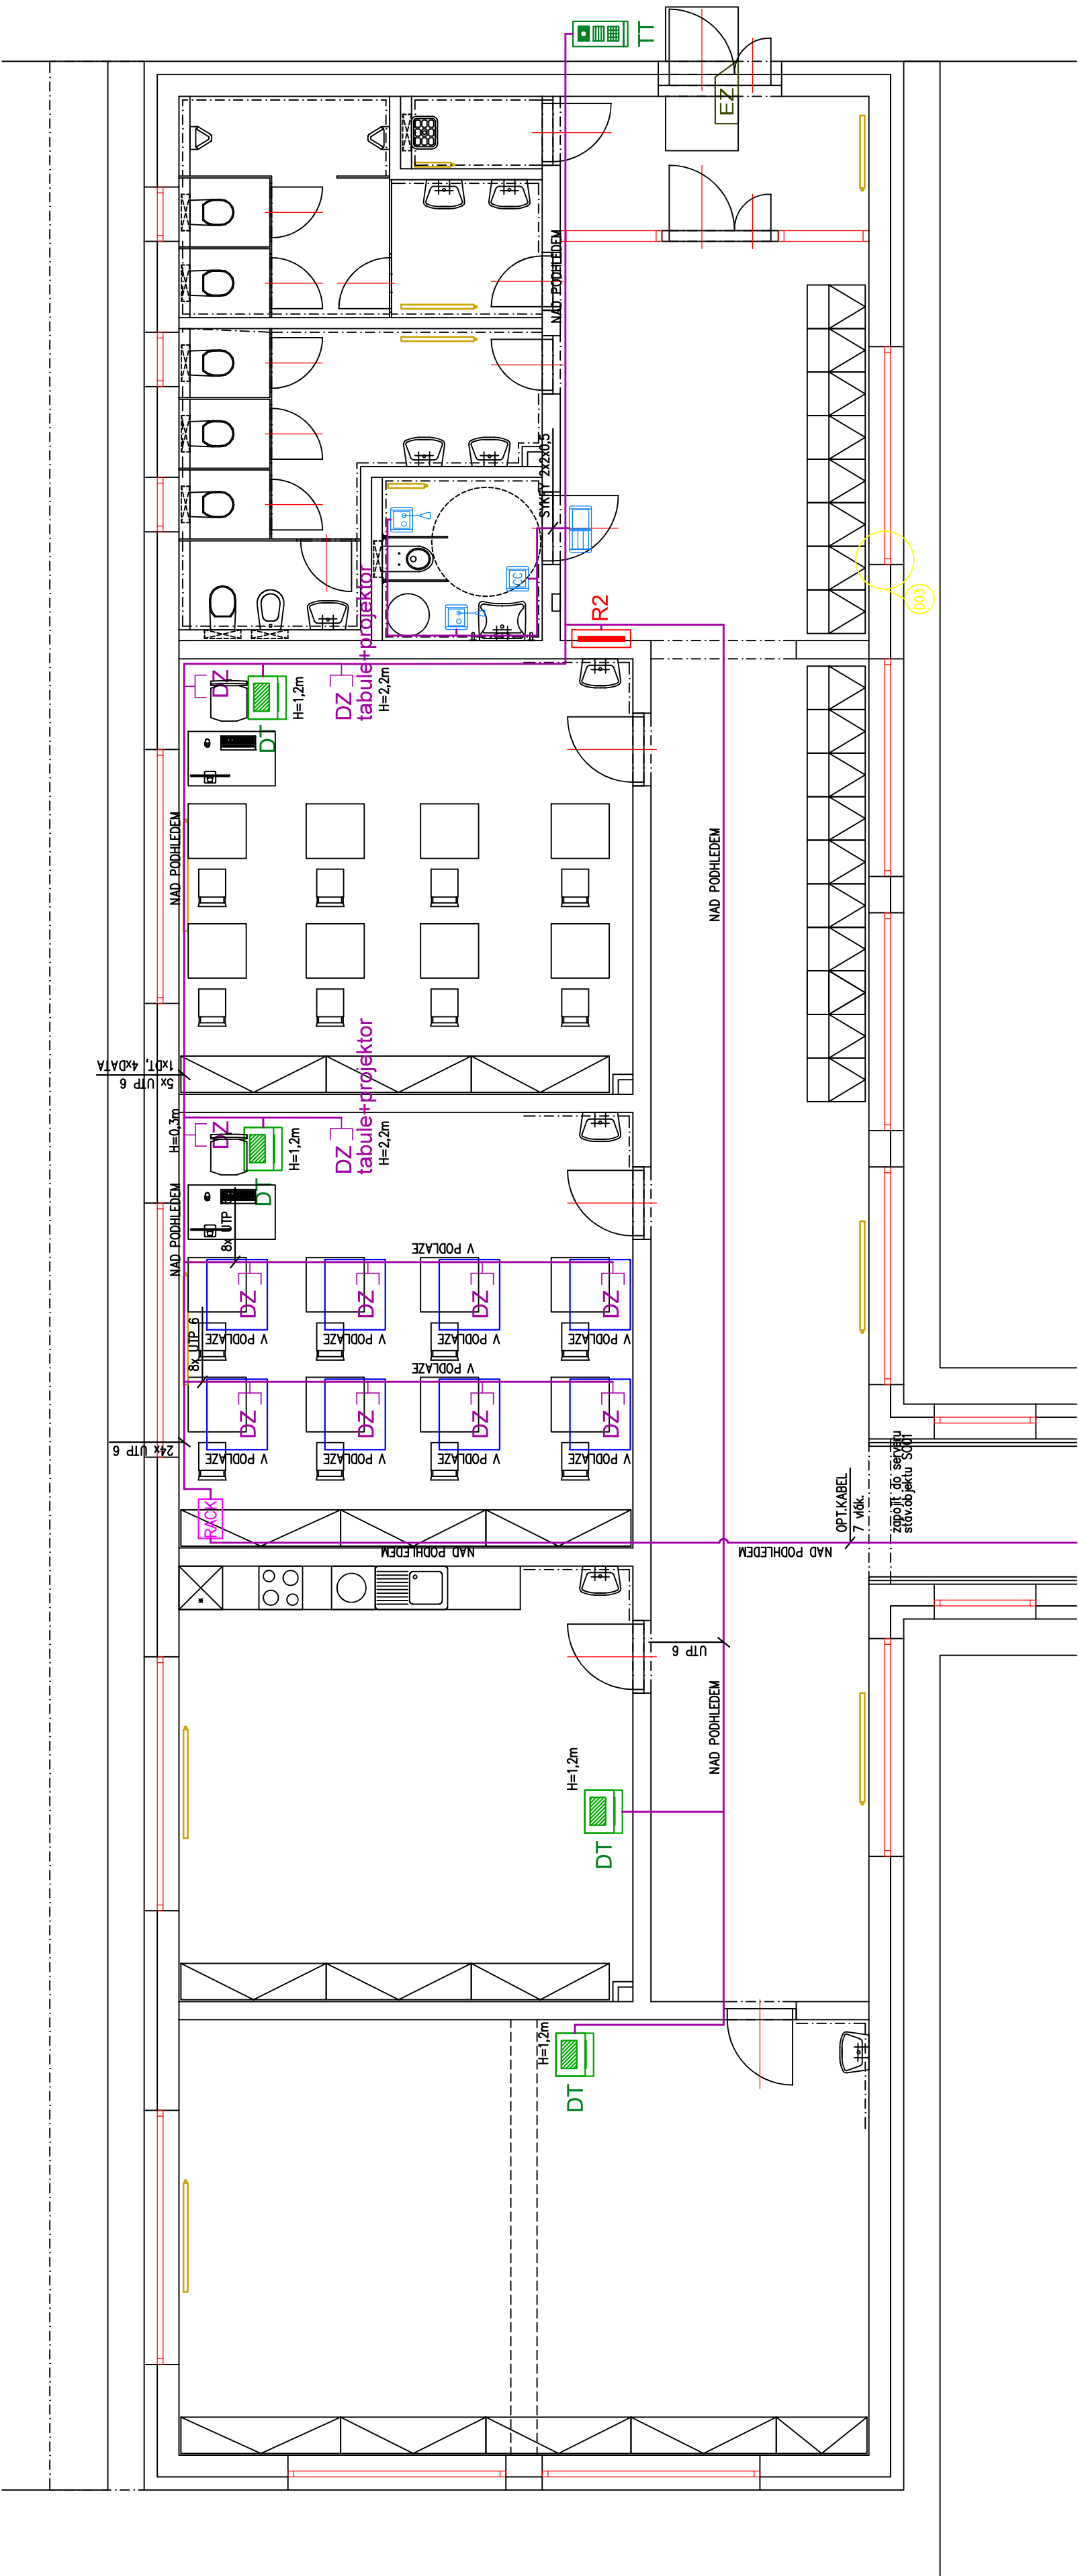 TT
EZ
NAD PODHLEDEM
SYKFY 2x2x0,5
CC
D03
R2
DZ
H=1,2m
DT
DZ
tabule+projektor
H=2,2m
NAD PODHLEDEM
NAD PODHLEDEM
5x UTP 6
1xDT, 4xDATA
H=0,3m
DZ
H=1,2m
DT
DZ
tabule+projektor
H=2,2m
NAD PODHLEDEM
8x UTP
V PODLAZE
DZ
DZ
DZ
DZ
V PODLAZE
V PODLAZE
V PODLAZE
V PODLAZE
8x UTP 6
V PODLAZE
DZ
DZ
DZ
DZ
V PODLAZE
V PODLAZE
V PODLAZE
V PODLAZE
24x UTP 6
RACK
NAD PODHLEDEM
NAD PODHLEDEM
OPT.KABEL
7 vlák.
zapojit do serveru
stav.objektu SO01
UTP 6
NAD PODHLEDEM
H=1,2m
DT
H=1,2m
DT